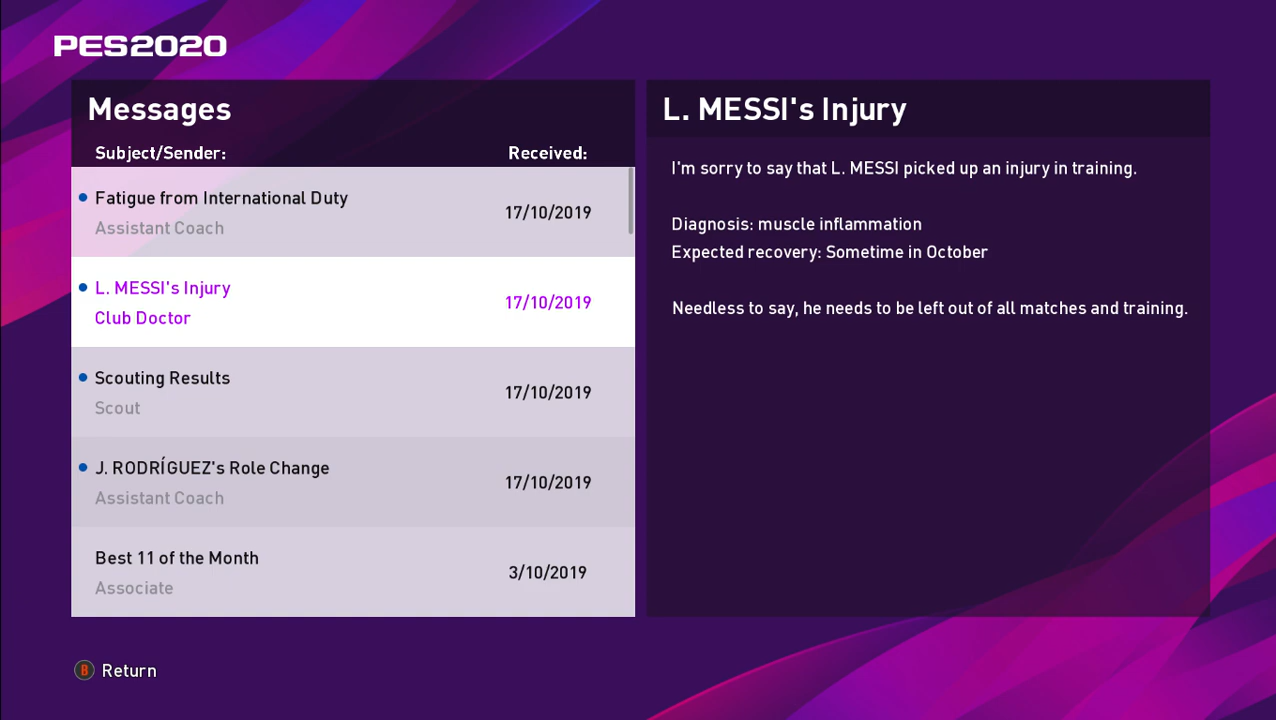 PES2020
Messages
Subject/Sender:
Received:
Fatigue from International Duty
Assistant Coach
17/10/2019
L. MESSI's Injury
Club Doctor
17/10/2019
Scouting Results
Scout
17/10/2019
J. RODRÍGUEZ's Role Change
Assistant Coach
17/10/2019
Best 11 of the Month
Associate
3/10/2019
L. MESSI's Injury
I'm sorry to say that L. MESSI picked up an injury in training.
Diagnosis: muscle inflammation
Expected recovery: Sometime in October
Needless to say, he needs to be left out of all matches and training.
B Return